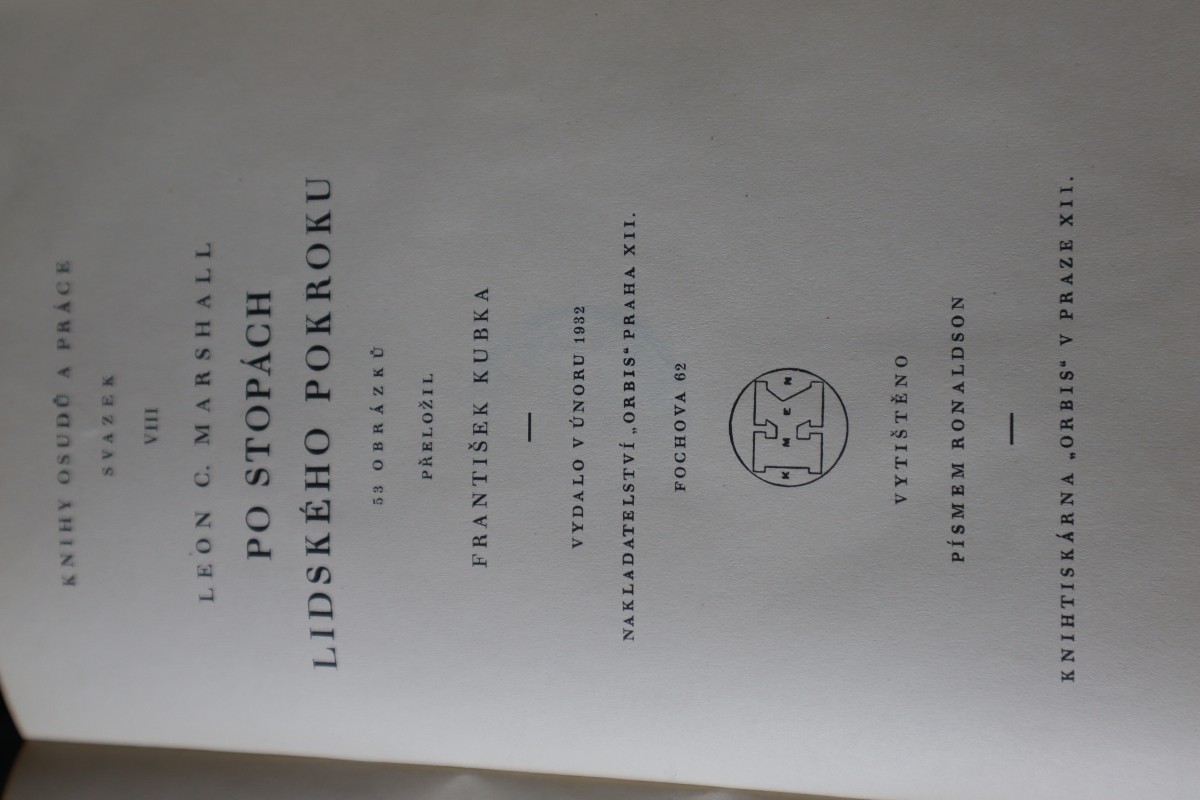 KNIHY OSUDŮ A PRÁCE
SVAZEK
VIII
LEON C. MARSHALL
PO STOPÁCH
LIDSKÉHO POKROKU
53 OBRÁZKŮ
PŘELOŽIL
FRANTIŠEK KUBKA
VYDALO V ÚNORU 1932
NAKLADATELSTVÍ „ORBIS“ PRAHA XII.
FOCHOVA 62
K M E N
VYTIŠTĚNO
PÍSMEM RONALDSON
KNIHTISKÁRNA „ORBIS“ V PRAZE XII.